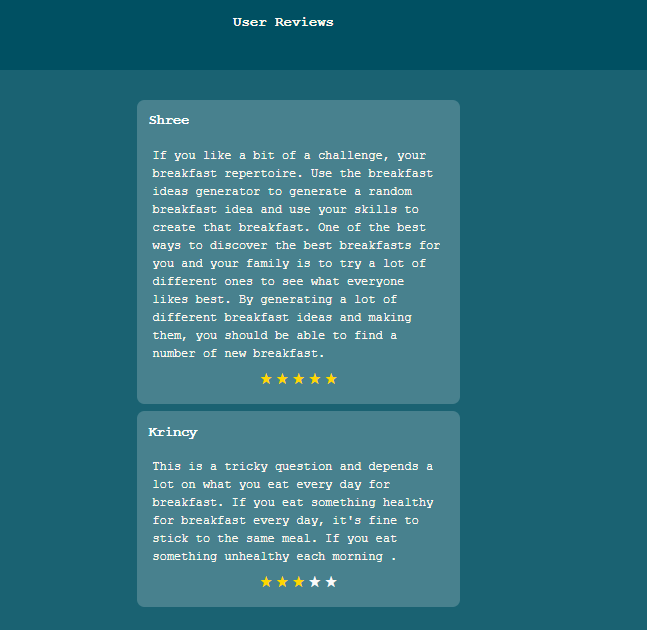 User Reviews
Shree
If you like a bit of a challenge, your
breakfast repertoire. Use the breakfast
ideas generator to generate a random
breakfast idea and use your skills to
create that breakfast. One of the best
ways to discover the best breakfasts for
you and your family is to try a lot of
different ones to see what everyone
likes best. By generating a lot of
different breakfast ideas and making
them, you should be able to find a
number of new breakfast.
Krincy
This is a tricky question and depends a
lot on what you eat every day for
breakfast. If you eat something healthy
for breakfast every day, it's fine to
stick to the same meal. If you eat
something unhealthy each morning .